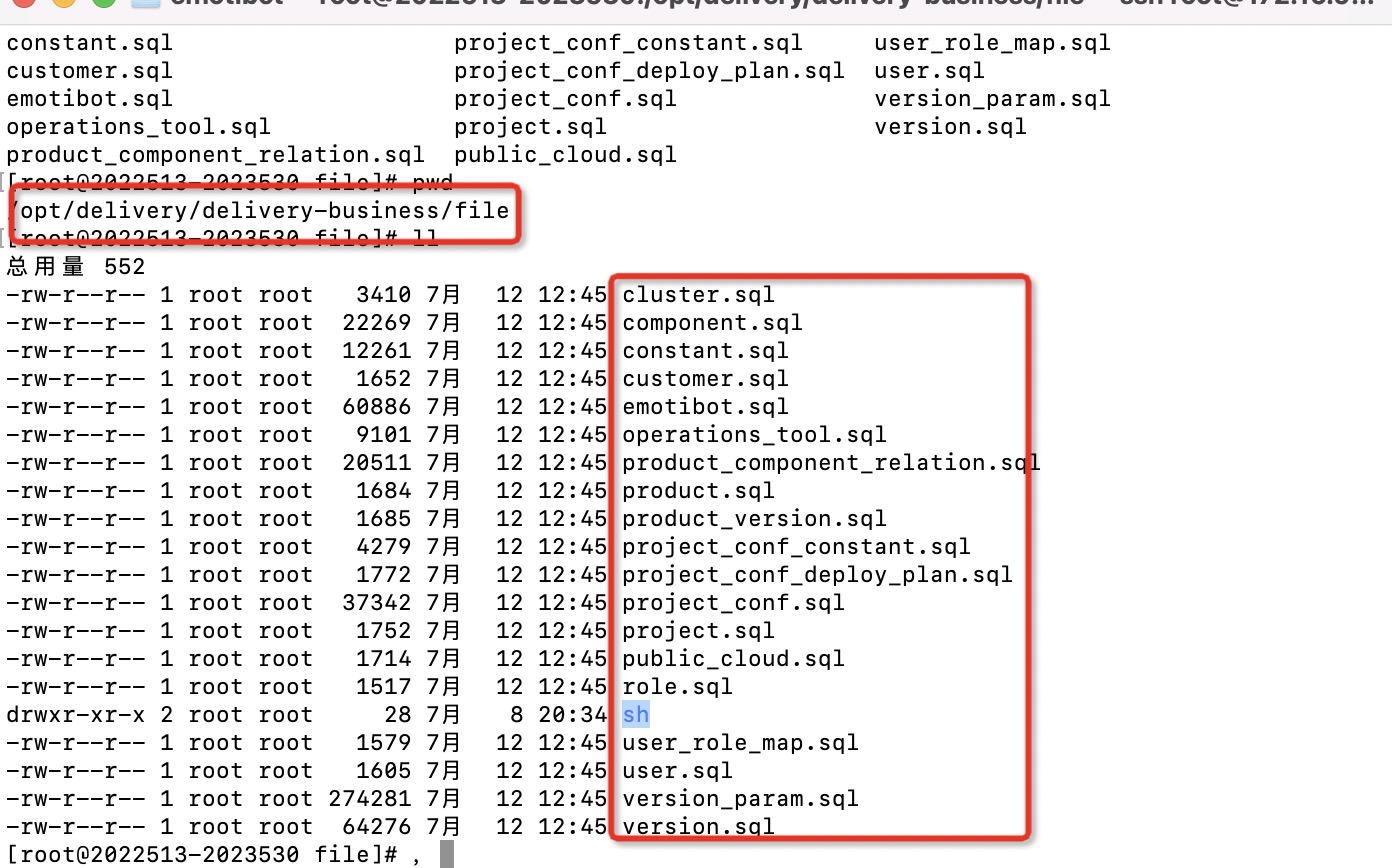 constant.sql project_conf_constant.sql user_role_map.sql
customer.sql project_conf_deploy_plan.sql user.sql
emotibot.sql project_conf.sql version_param.sql
operations_tool.sql project.sql version.sql
product_component_relation.sql public_cloud.sql
[[root@2022513-2023530 file]# pwd
/opt/delivery/delivery-business/file
[[root@2022513-2023530 file]# ll
总用量 552
-rw-r--r-- 1 root root 3410 7月 12 12:45 cluster.sql
-rw-r--r-- 1 root root 22269 7月 12 12:45 component.sql
-rw-r--r-- 1 root root 12261 7月 12 12:45 constant.sql
-rw-r--r-- 1 root root 1652 7月 12 12:45 customer.sql
-rw-r--r-- 1 root root 60886 7月 12 12:45 emotibot.sql
-rw-r--r-- 1 root root 9101 7月 12 12:45 operations_tool.sql
-rw-r--r-- 1 root root 20511 7月 12 12:45 product_component_relation.sql
-rw-r--r-- 1 root root 1684 7月 12 12:45 product.sql
-rw-r--r-- 1 root root 1685 7月 12 12:45 product_version.sql
-rw-r--r-- 1 root root 4279 7月 12 12:45 project_conf_constant.sql
-rw-r--r-- 1 root root 1772 7月 12 12:45 project_conf_deploy_plan.sql
-rw-r--r-- 1 root root 37342 7月 12 12:45 project_conf.sql
-rw-r--r-- 1 root root 1752 7月 12 12:45 project.sql
-rw-r--r-- 1 root root 1714 7月 12 12:45 public_cloud.sql
-rw-r--r-- 1 root root 1517 7月 12 12:45 role.sql
drwxr-xr-x 2 root root 28 7月 8 20:34 sh
-rw-r--r-- 1 root root 1579 7月 12 12:45 user_role_map.sql
-rw-r--r-- 1 root root 1605 7月 12 12:45 user.sql
-rw-r--r-- 1 root root 274281 7月 12 12:45 version_param.sql
-rw-r--r-- 1 root root 64276 7月 12 12:45 version.sql
[root@2022513-2023530 file]# ,